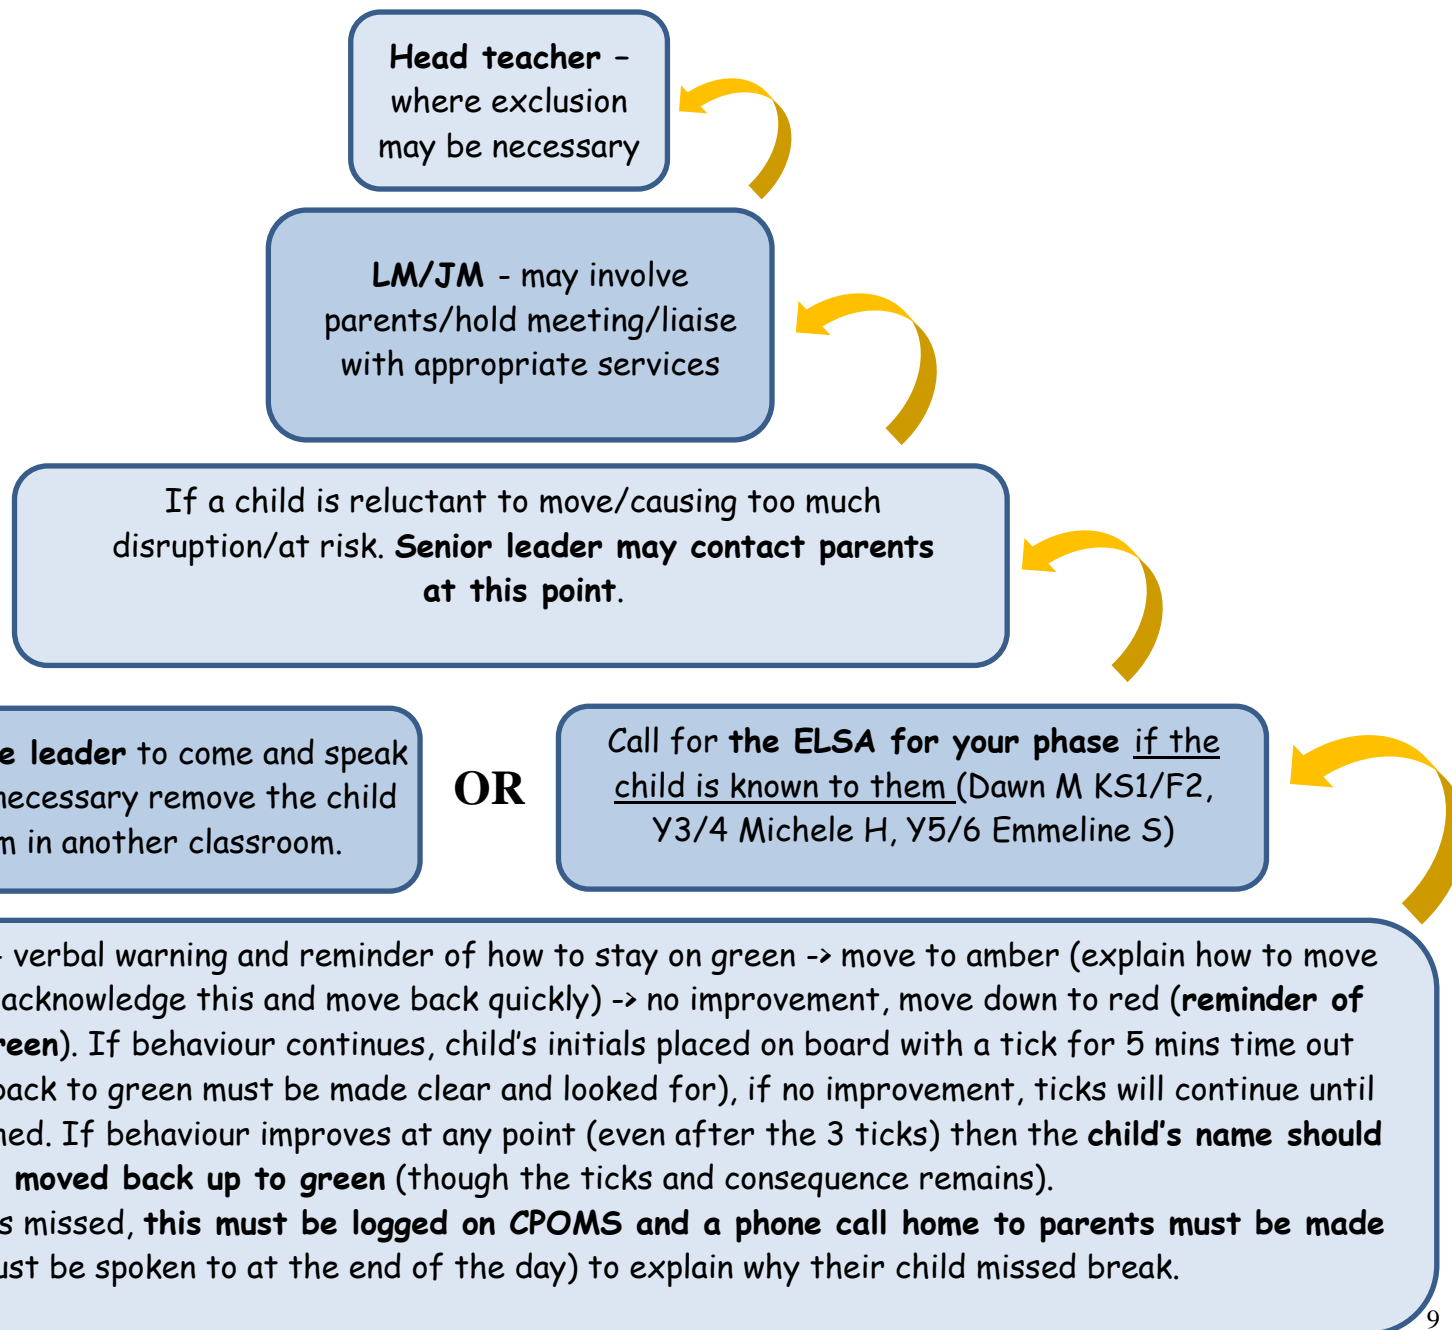 Head teacher –
where exclusion
may be necessary
LM/JM - may involve
parents/hold meeting/liaise
with appropriate services
If a child is reluctant to move/causing too much
disruption/at risk. Senior leader may contact parents
at this point.
e leader to come and speak
necessary remove the child
m in another classroom.
OR
Call for the ELSA for your phase if the
child is known to them (Dawn M KS1/F2,
Y3/4 Michele H, Y5/6 Emmeline S)
- verbal warning and reminder of how to stay on green -> move to amber (explain how to move
acknowledge this and move back quickly) -> no improvement, move down to red (reminder of
reen). If behaviour continues, child's initials placed on board with a tick for 5 mins time out
back to green must be made clear and looked for), if no improvement, ticks will continue until
ned. If behaviour improves at any point (even after the 3 ticks) then the child's name should
moved back up to green (though the ticks and consequence remains).
s missed, this must be logged on CPOMS and a phone call home to parents must be made
ust be spoken to at the end of the day) to explain why their child missed break.
9